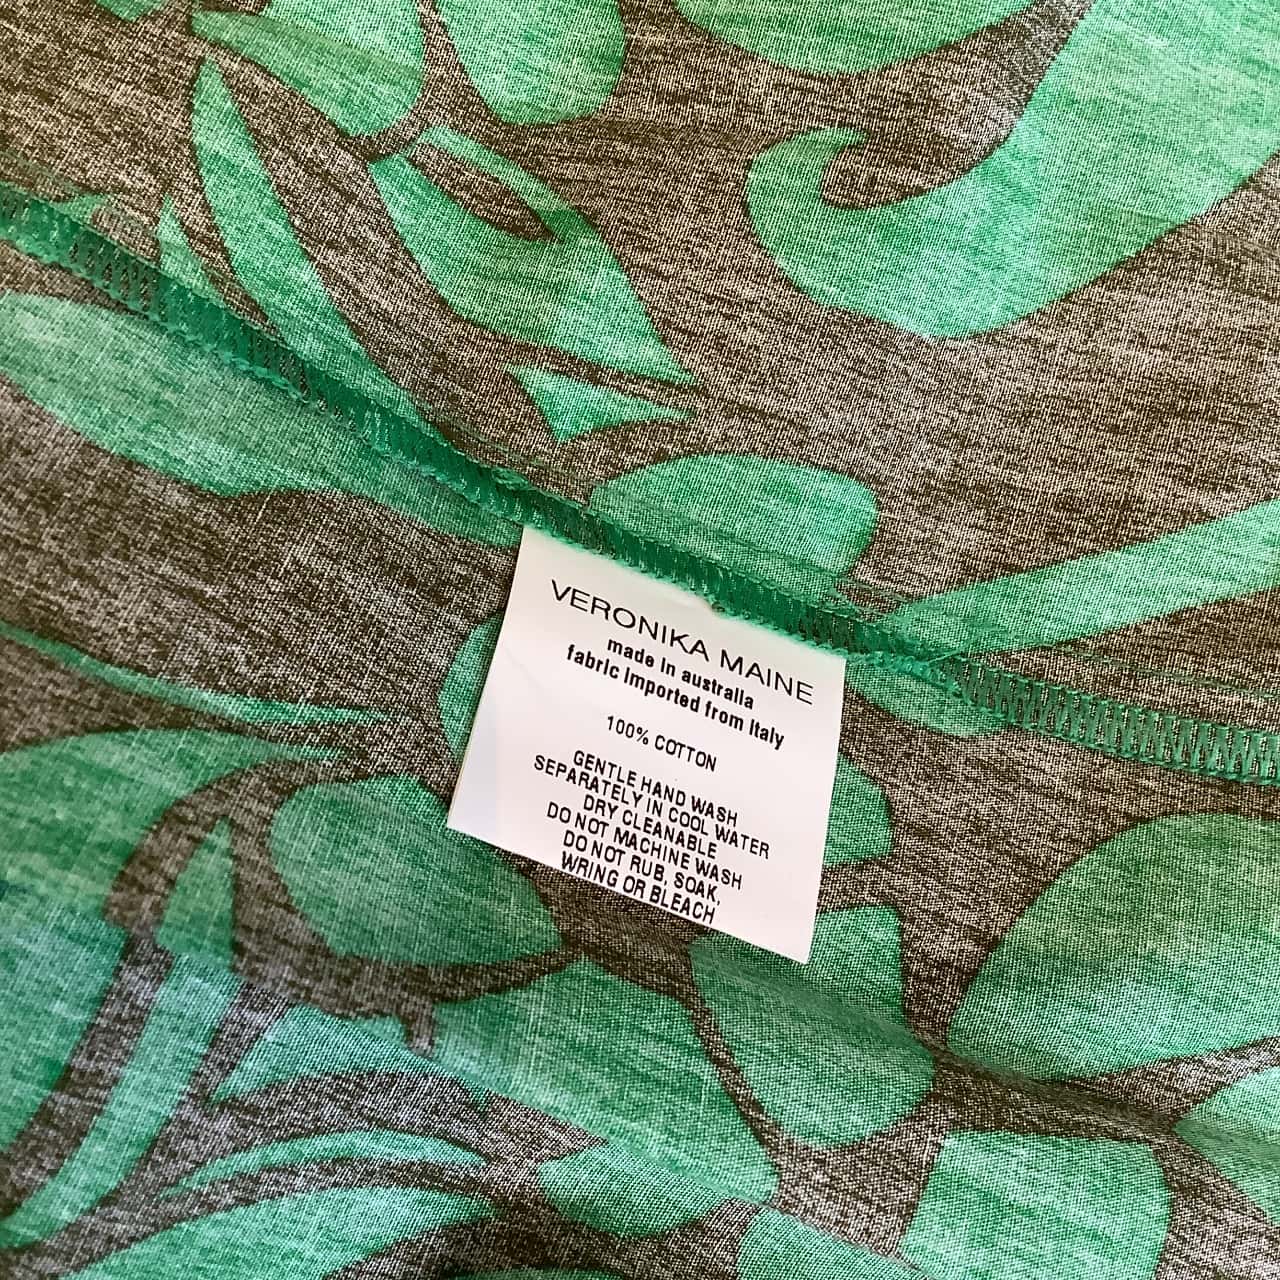 VERONIKA MAINE
made in australia
fabric imported from italy
100% COTTON
GENTLE HAND WASH
SEPARATELY IN COOL WATER
DRY CLEANABLE
DO NOT MACHINE WASH
DO NOT RUB, SOAK,
WRING OR BLEACH